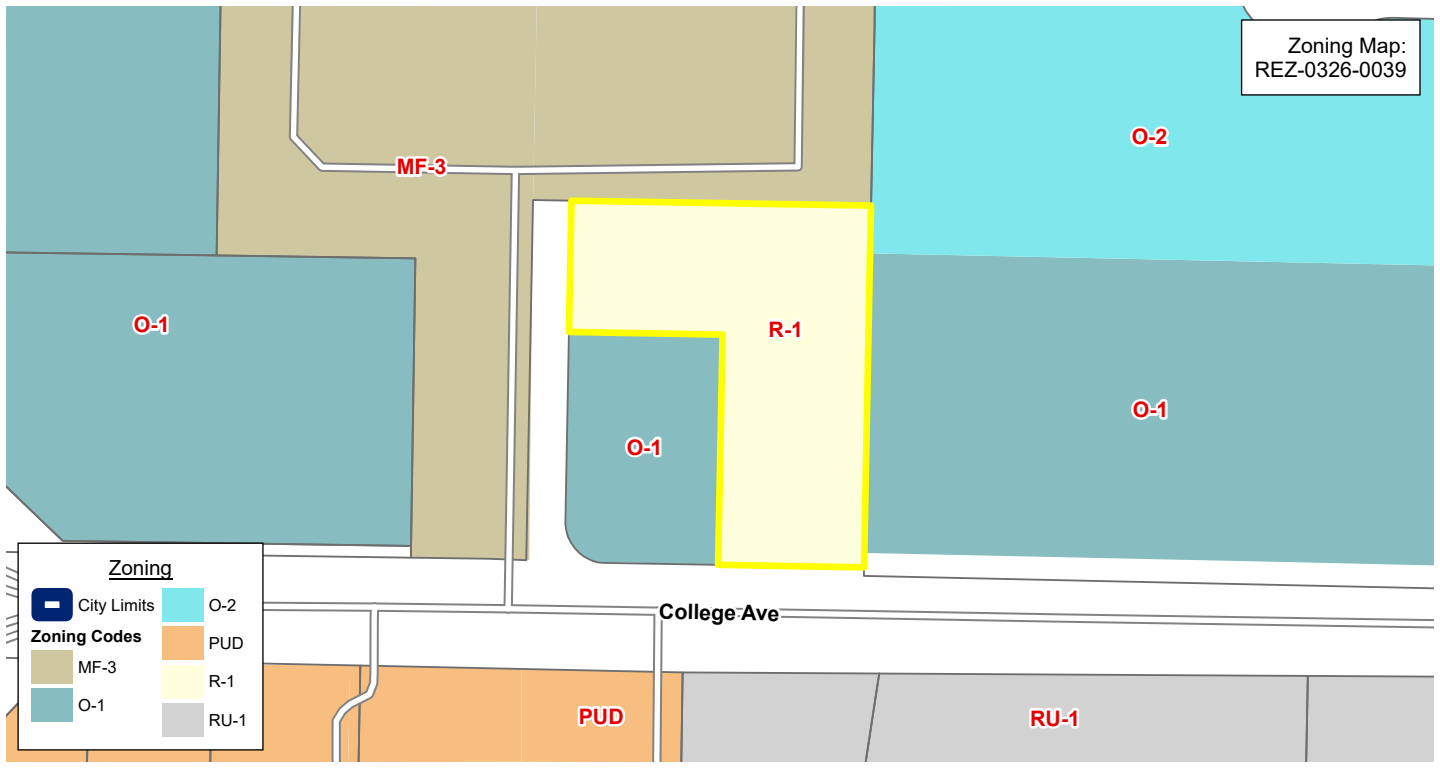 Zoning Map:
REZ-0326-0039
O-2
MF-3
O-1
R-1
O-1
O-1
College Ave
PUD
RU-1
Zoning
City Limits
Zoning Codes
MF-3
O-1
O-2
PUD
R-1
RU-1